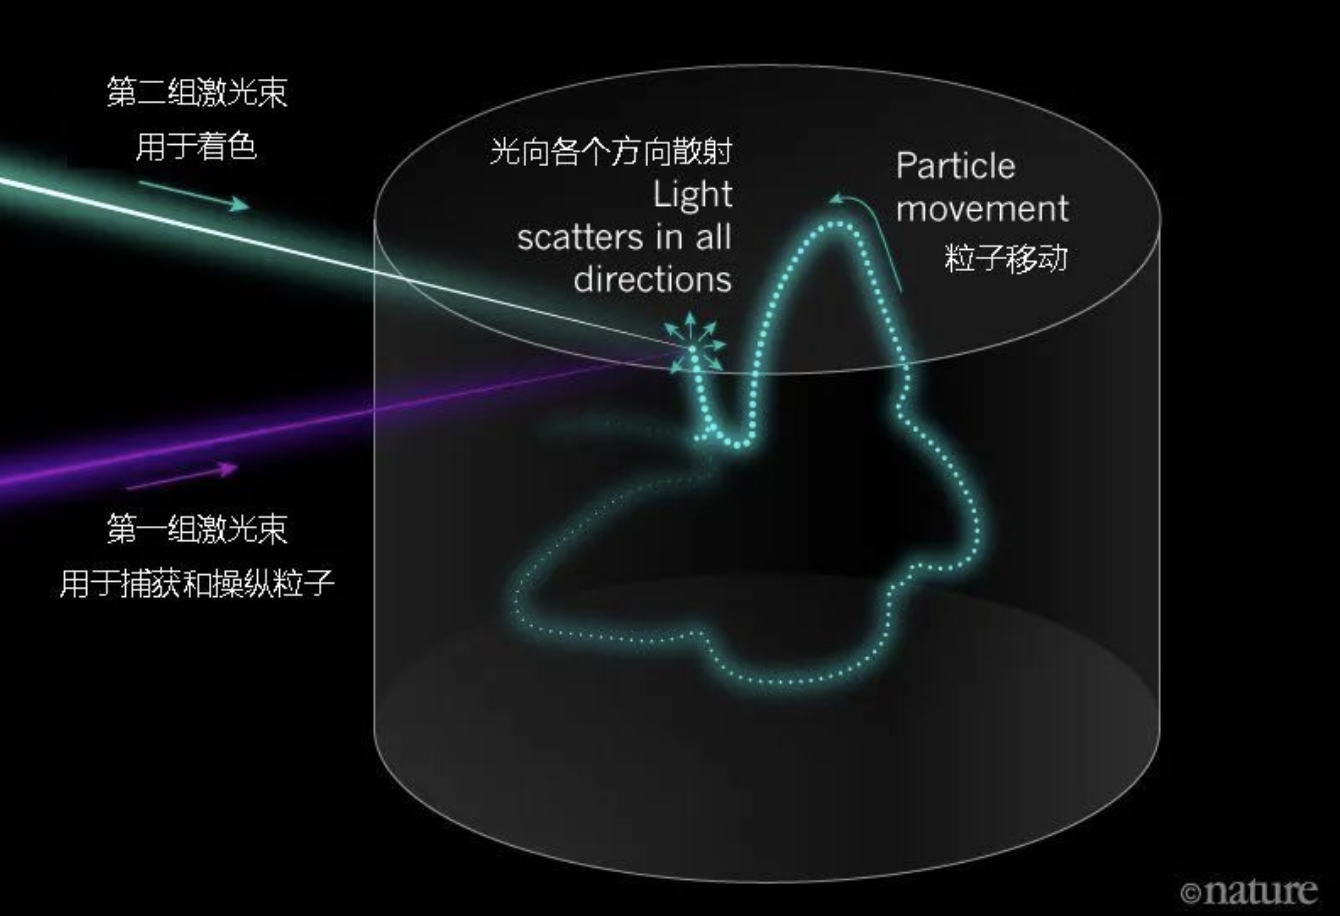 第二组激光束
用于着色
光向各个方向散射
Light
scatters in all
directions
Particle
movement
粒子移动
第一组激光束
用于捕获和操纵粒子
©nature